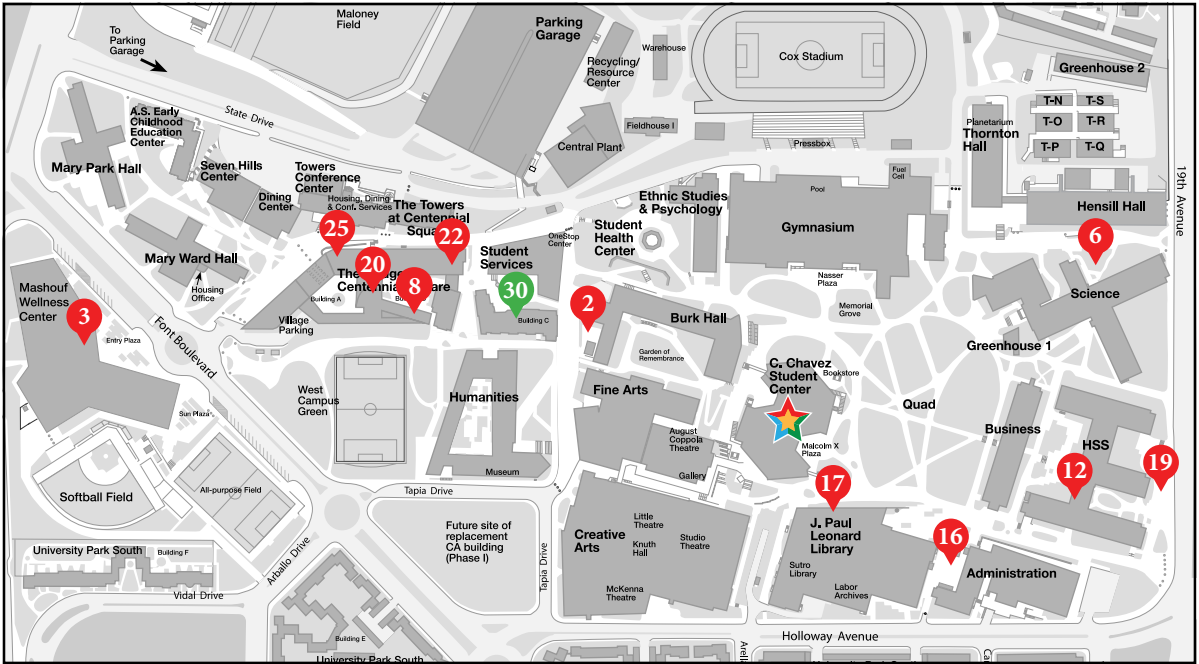 To
Parking
Garage
Maloney
Field
Parking
Garage
Recycling/
Resource
Center
Warehouse
Cox Stadium
Greenhouse 2
T-N
T-S
T-O
T-R
T-P
T-Q
Planetarium
Thornton
Hall
State Drive
A.S. Early
Childhood
Education
Center
Fieldhouse I
Central Plant
Pressbox
Mary Park Hall
Seven Hills
Center
Towers
Conference
Center
Dining
Center
Housing, Dining
& Conf. Services
The Towers
at Centennial
Square
Ethnic Studies
& Psychology
Fuel
Cell
Pool
Gymnasium
Hensill Hall
19th Avenue
25
22
OneStop
Center
Student
Services
Student
Health
Center
6
Mary Ward Hall
Housing
Office
20
8
30
2
Nasser
Plaza
Science
Mashouf
Wellness
Center
3
Entry Plaza
Building A
Building C
Village
Parking
Burk Hall
Memorial
Grove
Font Boulevard
Garden of
Remembrance
Greenhouse 1
C. Chavez
Student
Center
Bookstore
West
Campus
Green
Humanities
Fine Arts
Quad
Sun Plaza
August
Coppola
Theatre
Malcolm X
Plaza
Business
HSS
Museum
Gallery
17
12
19
Softball Field
All-purpose Field
Tapia Drive
Future site of
replacement
CA building
(Phase I)
Creative
Arts
Little
Theatre
Knuth
Hall
Studio
Theatre
J. Paul
Leonard
Library
16
University Park South
Building F
Arballo Drive
Tapia Drive
Sutro
Library
Administration
Vidal Drive
McKenna
Theatre
Labor
Archives
Building E
Holloway Avenue
University Park South